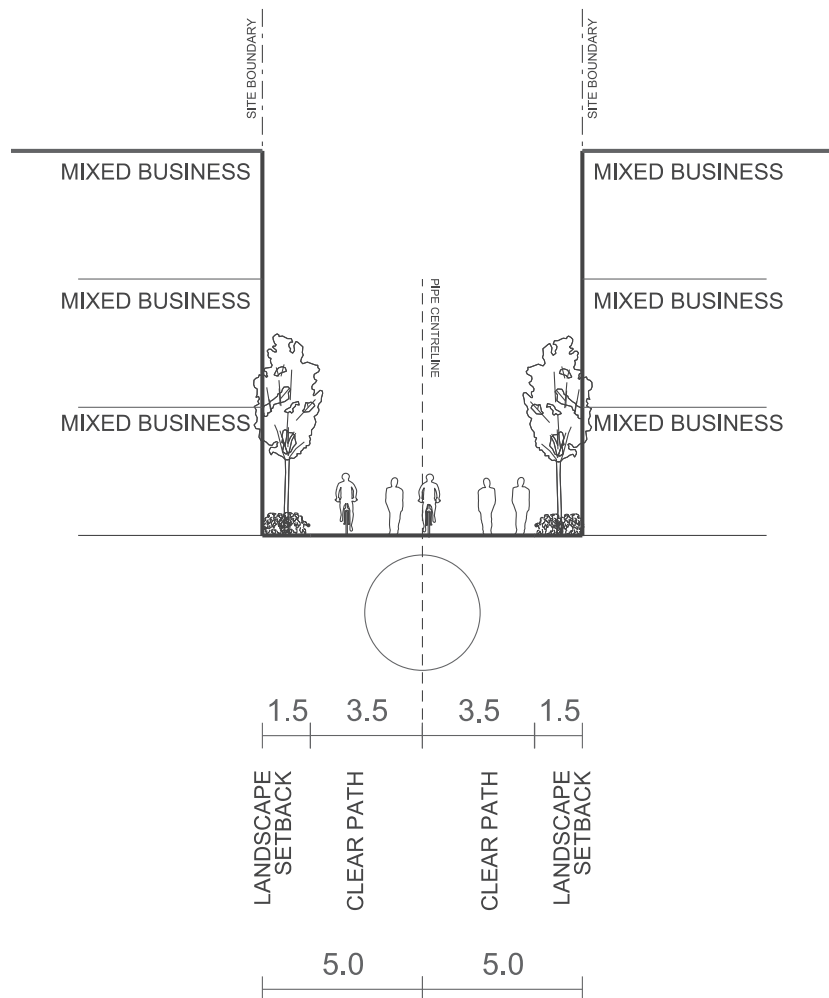 SITE BOUNDARY
SITE BOUNDARY
MIXED BUSINESS
MIXED BUSINESS
PIPE CENTRELINE
MIXED BUSINESS
MIXED BUSINESS
MIXED BUSINESS
MIXED BUSINESS
1.5 3.5 3.5 1.5
LANDSCAPE
SETBACK
CLEAR PATH
CLEAR PATH
LANDSCAPE
SETBACK
5.0 5.0